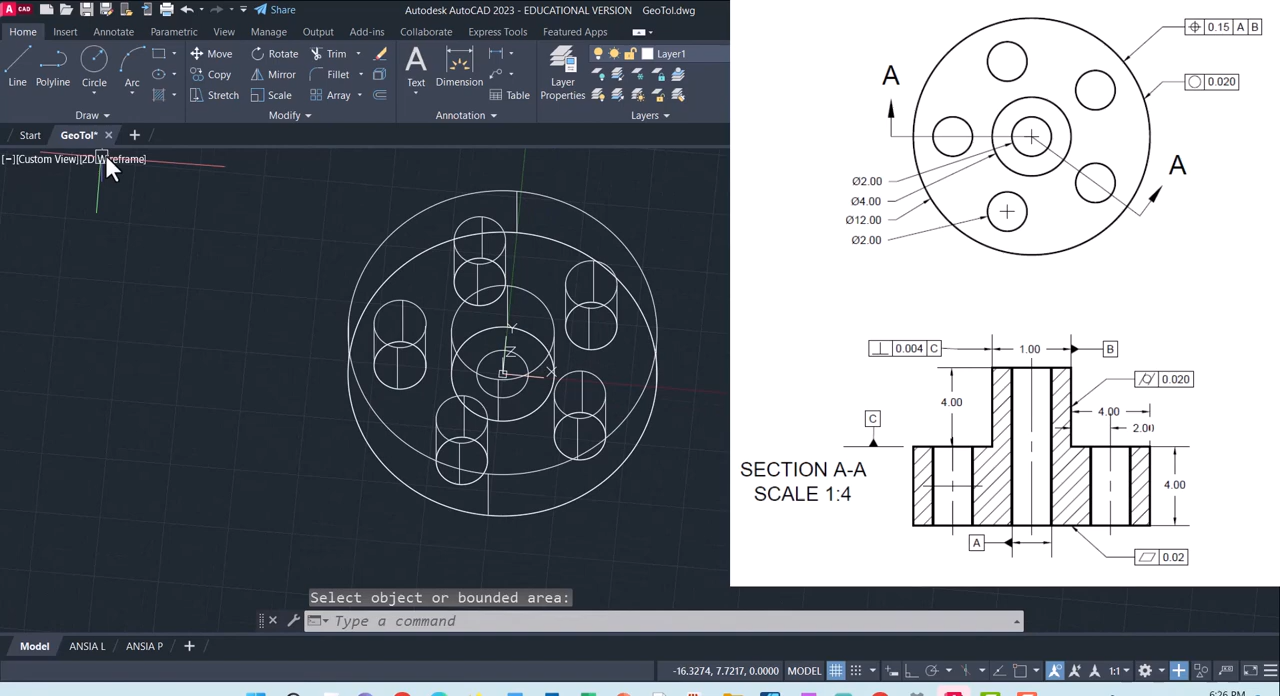 CAD
Share
Autodesk AutoCAD 2023 - EDUCATIONAL VERSION GeoTol.dwg
Home Insert Annotate Parametric View Manage Output Add-ins Collaborate Express Tools Featured Apps
Line Polyline Circle Arc
Move Rotate Trim
Copy Mirror Fillet
Stretch Scale Array
Text Dimension Table
Layer Properties
Layer1
Draw Modify Annotation Layers
Start GeoTol*
[−][Custom View][2D Wireframe]
Y
Z
X
Select object or bounded area:
Type a command
Model ANSIA L ANSIA P
-16.3274, 7.7217, 0.0000 MODEL 1:1
6:26 PM
0.15 A B
A
0.020
A
Ø2.00
Ø4.00
Ø12.00
Ø2.00
0.004 C
1.00
B
0.020
4.00
4.00
C
2.00
SECTION A-A
SCALE 1:4
4.00
A
0.02